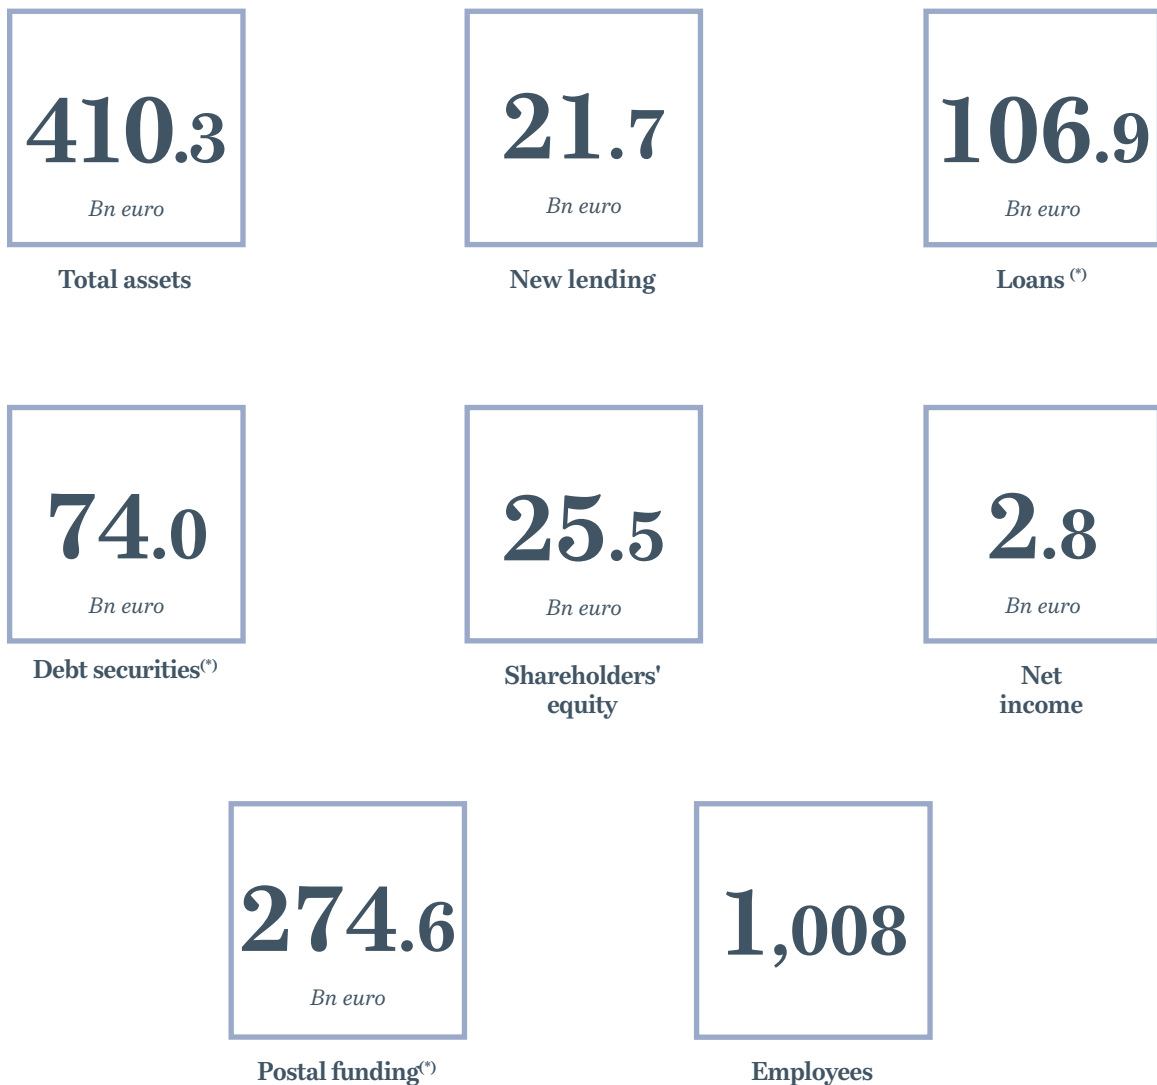 410.3
Bn euro
Total assets
21.7
Bn euro
New lending
106.9
Bn euro
Loans (*)
74.0
Bn euro
Debt securities(*)
25.5
Bn euro
Shareholders'
equity
2.8
Bn euro
Net
income
274.6
Bn euro
Postal funding(*)
1,008
Employees